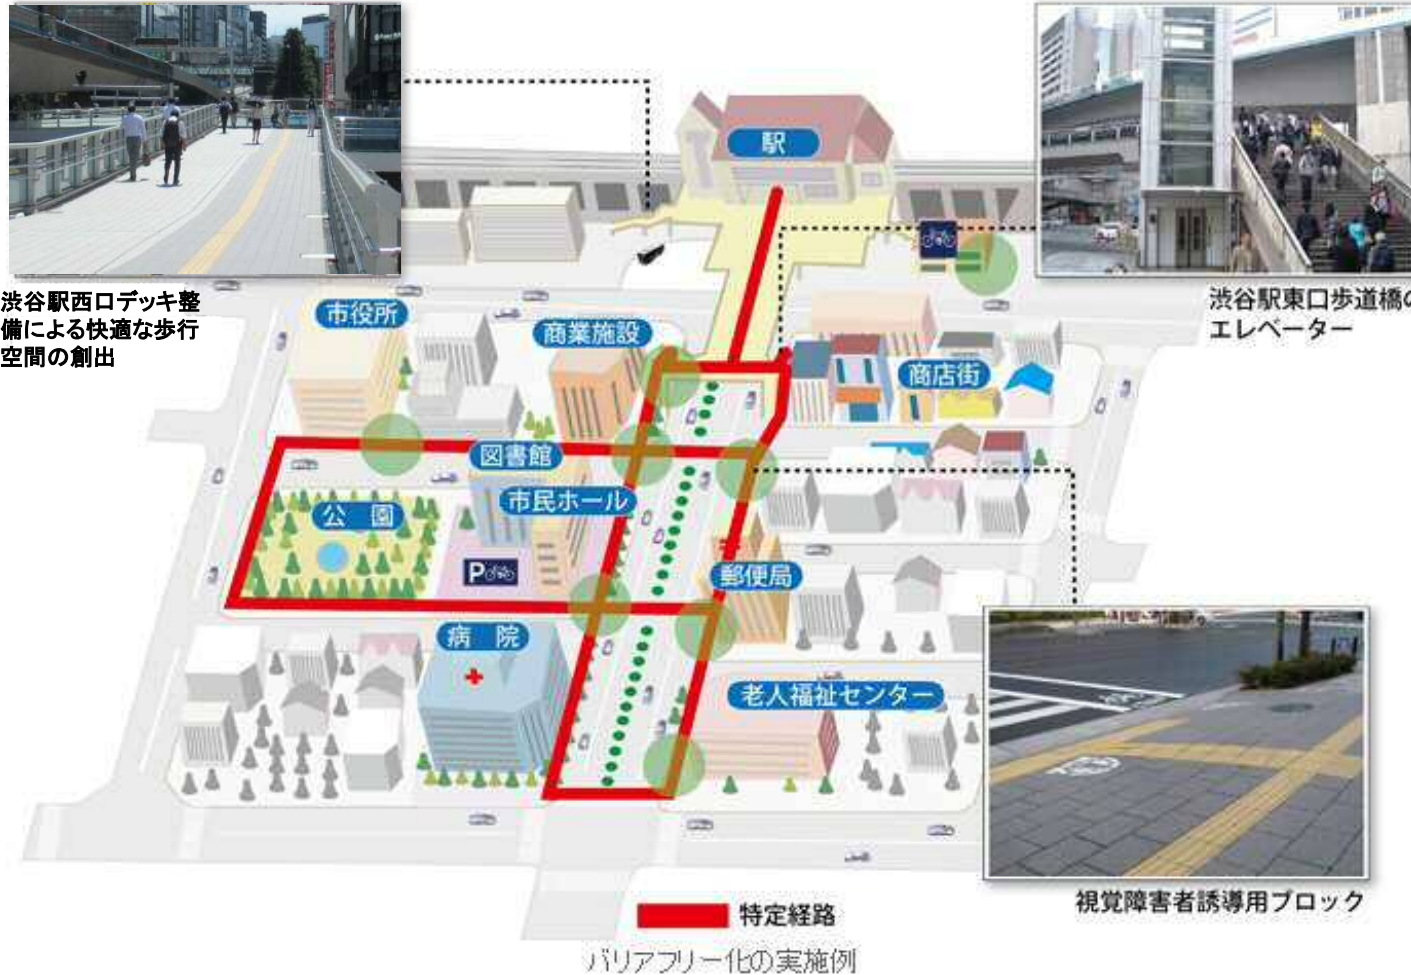 駅
渋谷駅西口デッキ整
備による快適な歩行
空間の創出
渋谷駅東口歩道橋の
エレベーター
市役所
商業施設
商店街
図書館
市民ホール
公園
P
郵便局
病院
老人福祉センター
視覚障害者誘導用ブロック
特定経路
バリアフリー化の実施例